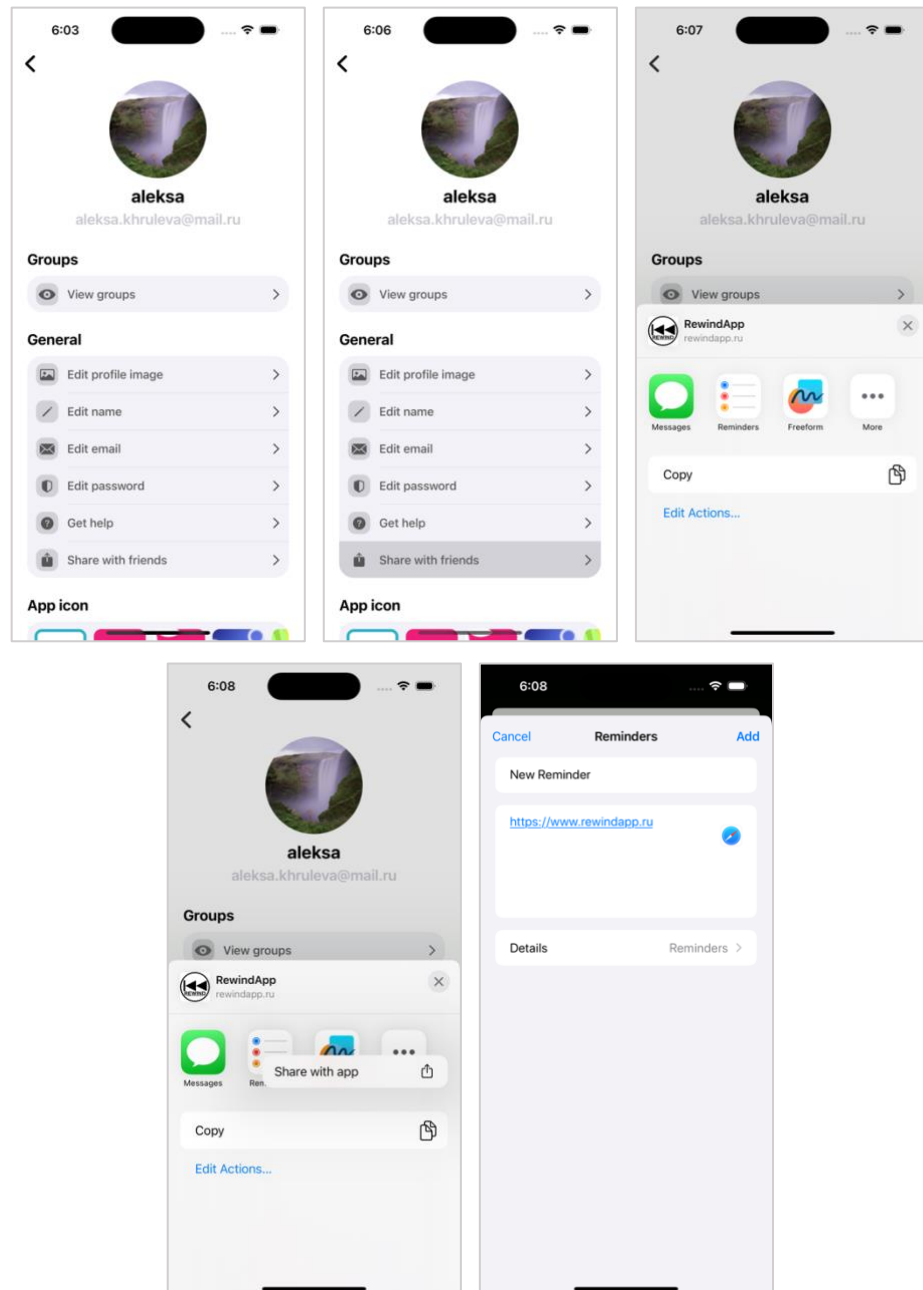 6:03
aleksa
aleksa.khruleva@mail.ru
Groups
View groups
General
Edit profile image
Edit name
Edit email
Edit password
Get help
Share with friends
App icon
6:06
aleksa
aleksa.khruleva@mail.ru
Groups
View groups
General
Edit profile image
Edit name
Edit email
Edit password
Get help
Share with friends
App icon
6:07
aleksa
aleksa.khruleva@mail.ru
Groups
View groups
REWIND
RewindApp
rewindapp.ru
Messages
Reminders
Freeform
More
Copy
Edit Actions...
6:08
aleksa
aleksa.khruleva@mail.ru
Groups
View groups
REWIND
RewindApp
rewindapp.ru
Messages
Rem
Share with app
Copy
Edit Actions...
6:08
Cancel Reminders Add
New Reminder
https://www.rewindapp.ru
Details Reminders